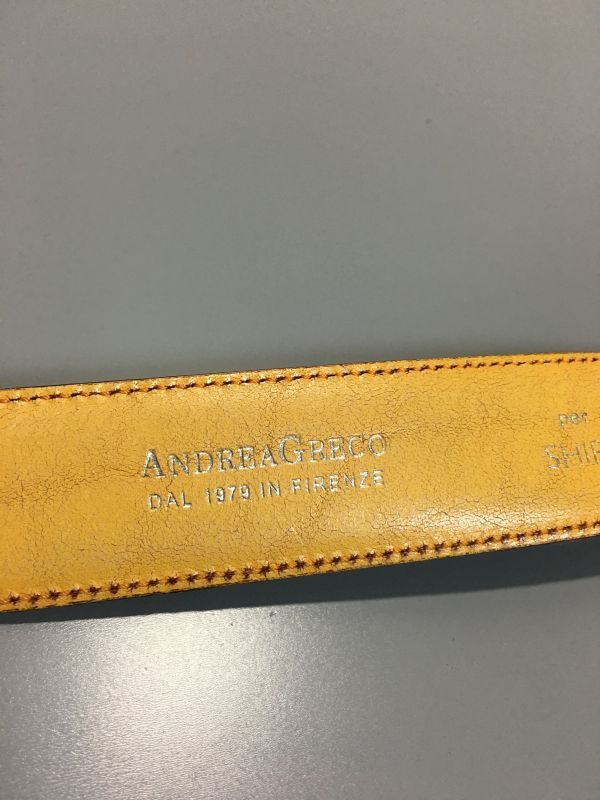 ANDREAGRECO
DAL 1979 IN FIRENZE
per